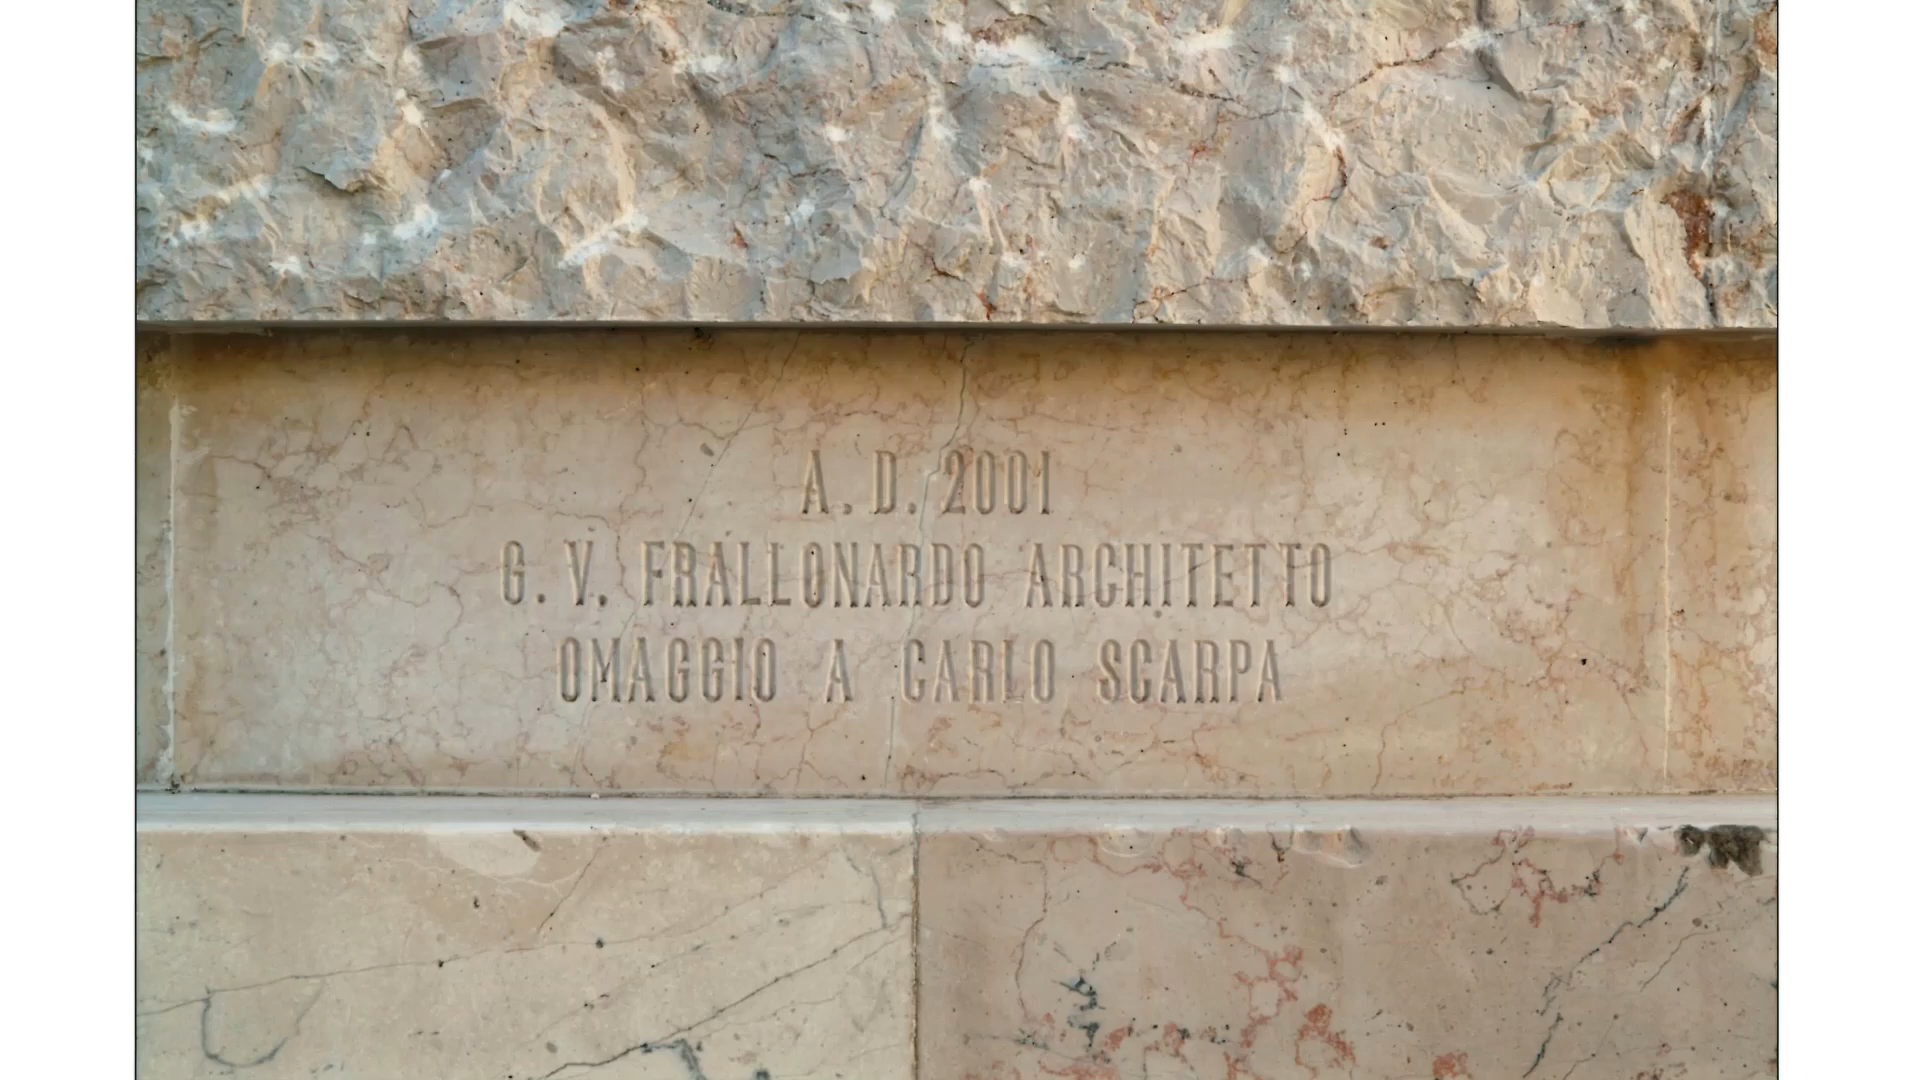 A. D. 2001
G. V. FRALLONARDO ARCHITETTO
OMAGGIO A CARLO SCARPA